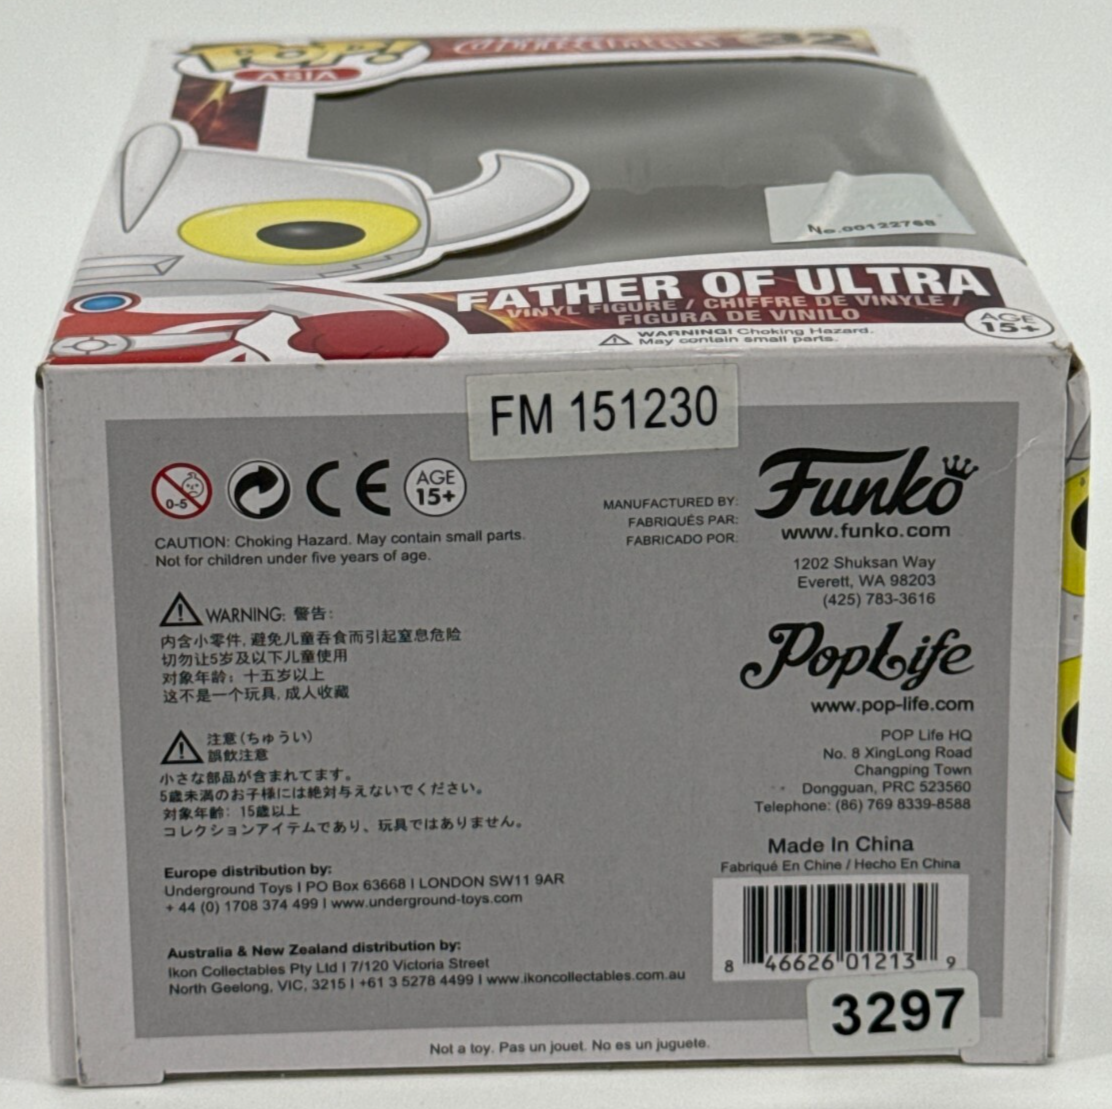 POP!
ASIA
32
No.00122768
FATHER OF ULTRA
VINYL FIGURE / CHIFFRE DE VINYLE /
FIGURA DE VINILO
WARNING! Choking Hazard.
May contain small parts.
AGE
15+
FM 151230
0-5
CE
AGE
15+
CAUTION: Choking Hazard. May contain small parts.
Not for children under five years of age.
MANUFACTURED BY:
FABRIQUÉS PAR:
FABRICADO POR:
Funko
www.funko.com
1202 Shuksan Way
Everett, WA 98203
(425) 783-3616
WARNING: 警告:
内含小零件, 避免儿童吞食而引起窒息危险
切勿让5岁及以下儿童使用
对象年龄: 十五岁以上
这不是一个玩具, 成人收藏
PopLife
www.pop-life.com
POP Life HQ
No. 8 XingLong Road
Changping Town
Dongguan, PRC 523560
Telephone: (86) 769 8339-8588
注意(ちゅうい)
誤飲注意
小さな部品が含まれてます。
5歳未満のお子様には絶対与えないでください。
対象年齢: 15歳以上
コレクションアイテムであり、玩具ではありません。
Made In China
Fabriqué En Chine / Hecho En China
Europe distribution by:
Underground Toys I PO Box 63668 I LONDON SW11 9AR
+ 44 (0) 1708 374 499 I www.underground-toys.com
Australia & New Zealand distribution by:
Ikon Collectables Pty Ltd I 7/120 Victoria Street
North Geelong, VIC, 3215 I +61 3 5278 4499 I www.ikoncollectables.com.au
8 46626 01213 9
3297
Not a toy. Pas un jouet. No es un juguete.